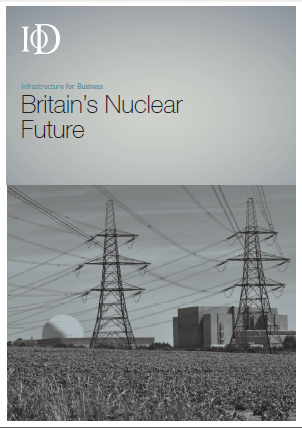 IoD
Infrastructure for Business
Britain's Nuclear
Future